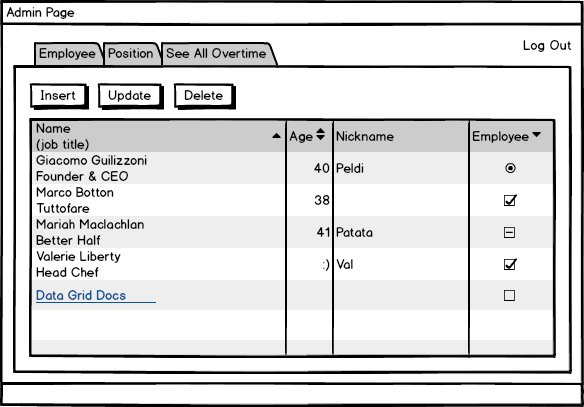 Admin Page
Log Out
Employee Position See All Overtime
Insert Update Delete
Name
(job title) Age Nickname Employee
Giacomo Guilizzoni
Founder & CEO 40 Peldi
Marco Botton
Tuttofare 38
Mariah Maclachlan
Better Half 41 Patata
Valerie Liberty
Head Chef :) Val
Data Grid Docs